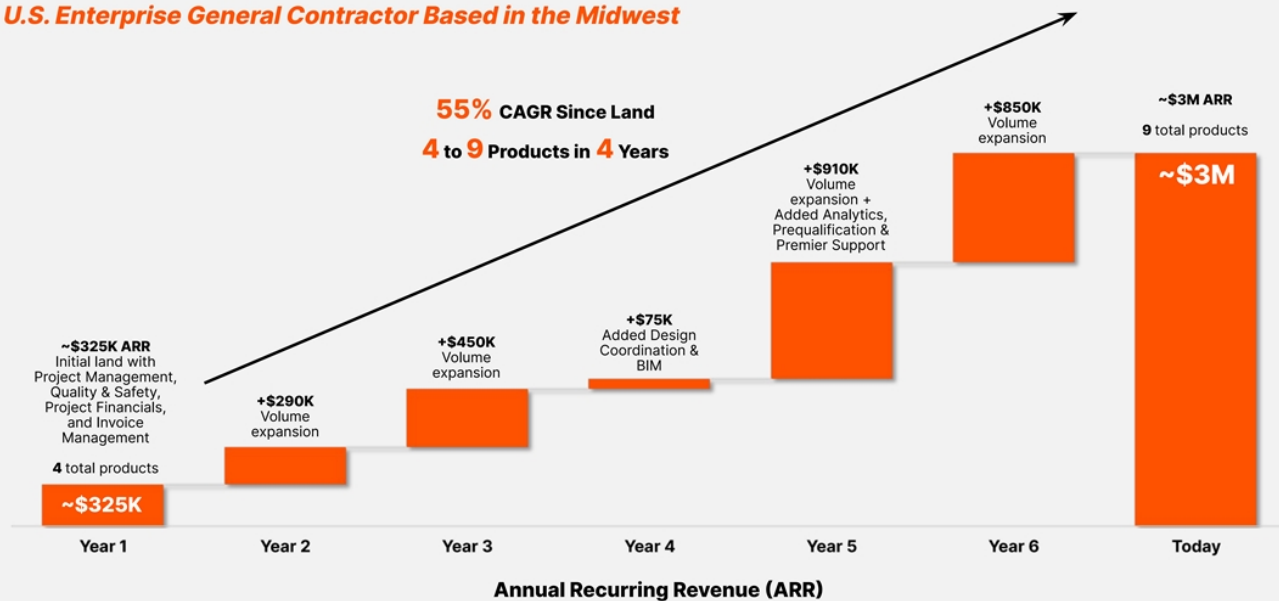 U.S. Enterprise General Contractor Based in the Midwest
55% CAGR Since Land
4 to 9 Products in 4 Years
~$325K ARR
Initial land with
Project Management,
Quality & Safety,
Project Financials,
and Invoice
Management
4 total products
~$325K
+$290K
Volume
expansion
+$450K
Volume
expansion
+$75K
Added Design
Coordination &
BIM
+$910K
Volume
expansion +
Added Analytics,
Prequalification &
Premier Support
+$850K
Volume
expansion
~$3M ARR
9 total products
~$3M
Year 1
Year 2
Year 3
Year 4
Year 5
Year 6
Today
Annual Recurring Revenue (ARR)